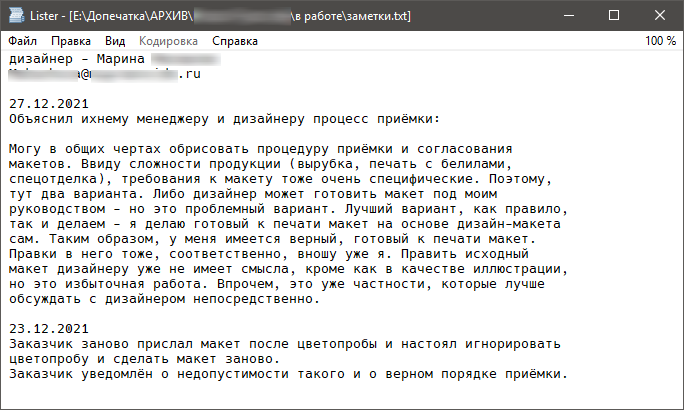 Lister - [E:\Допечатка\АРХИВ\ \в работе\заметки.txt]
Файл Правка Вид Кодировка Справка 100 %
дизайнер - Марина
.ru
27.12.2021
Объяснил ихнему менеджеру и дизайнеру процесс приёмки:
Могу в общих чертах обрисовать процедуру приёмки и согласования
макетов. Ввиду сложности продукции (вырубка, печать с белилами,
спецотделка), требования к макету тоже очень специфические. Поэтому,
тут два варианта. Либо дизайнер может готовить макет под моим
руководством - но это проблемный вариант. Лучший вариант, как правило,
так и делаем - я делаю готовый к печати макет на основе дизайн-макета
сам. Таким образом, у меня имеется верный, готовый к печати макет.
Правки в него тоже, соответственно, вношу уже я. Править исходный
макет дизайнеру уже не имеет смысла, кроме как в качестве иллюстрации,
но это избыточная работа. Впрочем, это уже частности, которые лучше
обсуждать с дизайнером непосредственно.
23.12.2021
Заказчик заново прислал макет после цветопробы и настоял игнорировать
цветопробу и сделать макет заново.
Заказчик уведомлён о недопустимости такого и о верном порядке приёмки.